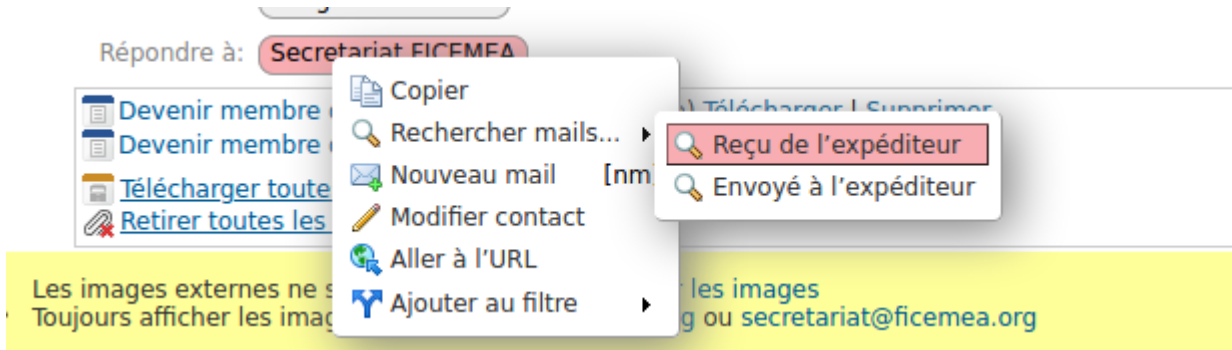 Répondre à: Secretariat FICEMEA
Copier
Devenir membre
Télécharger | Supprimer
Rechercher mails...
Reçu de l’expéditeur
Devenir membre
Nouveau mail [nm]
Envoyé à l’expéditeur
Télécharger toute
Modifier contact
Retirer toutes les
Aller à l’URL
Les images externes ne s
les images
Ajouter au filtre
Toujours afficher les imag
g ou secretariat@ficemea.org